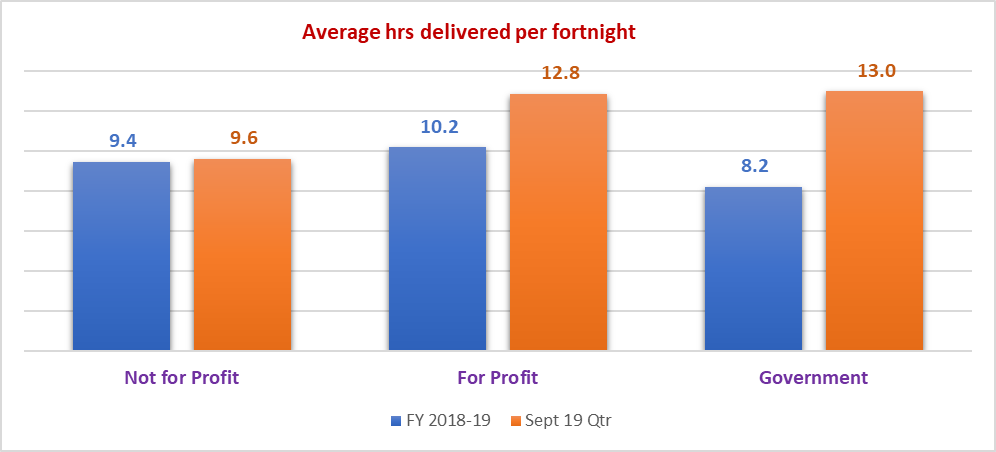 Average hrs delivered per fortnight
9.4
9.6
10.2
12.8
8.2
13.0
Not for Profit
For Profit
Government
FY 2018-19
Sept 19 Qtr